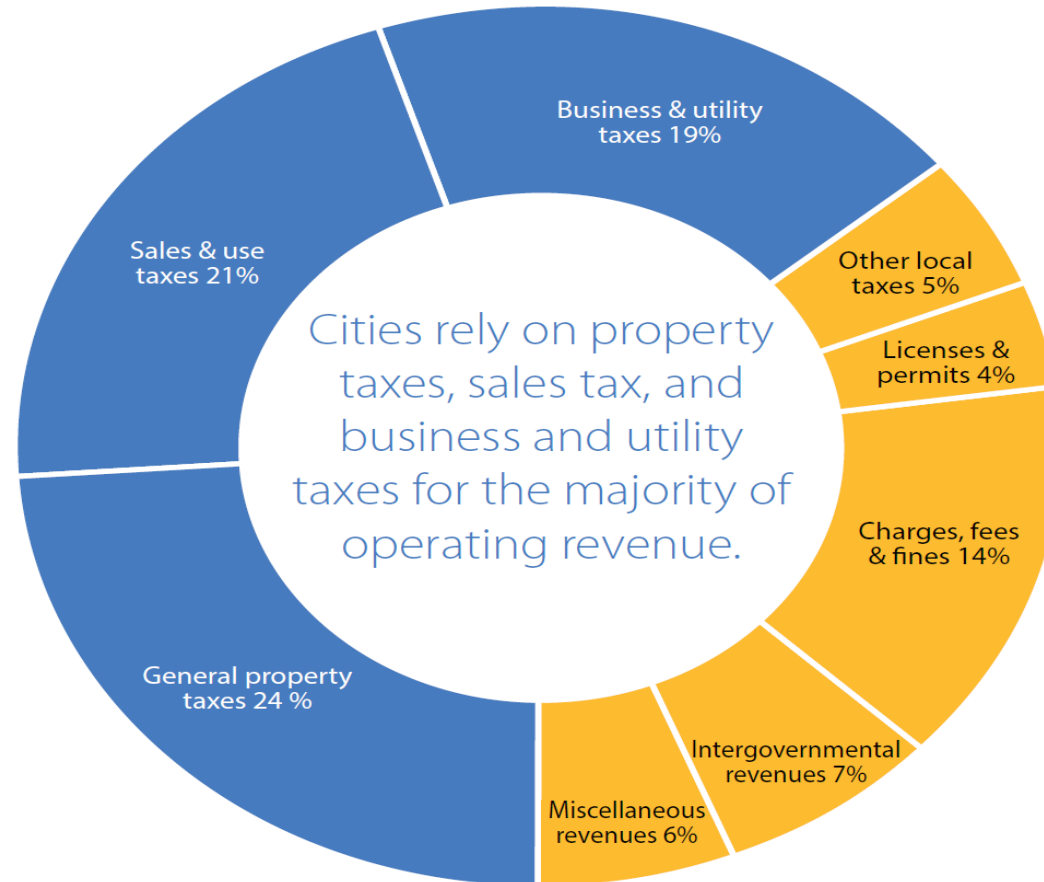 Business & utility
taxes 19%
Sales & use
taxes 21%
Other local
taxes 5%
Licenses &
permits 4%
Cities rely on property
taxes, sales tax, and
business and utility
taxes for the majority of
operating revenue.
Charges, fees
& fines 14%
General property
taxes 24 %
Intergovernmental
revenues 7%
Miscellaneous
revenues 6%